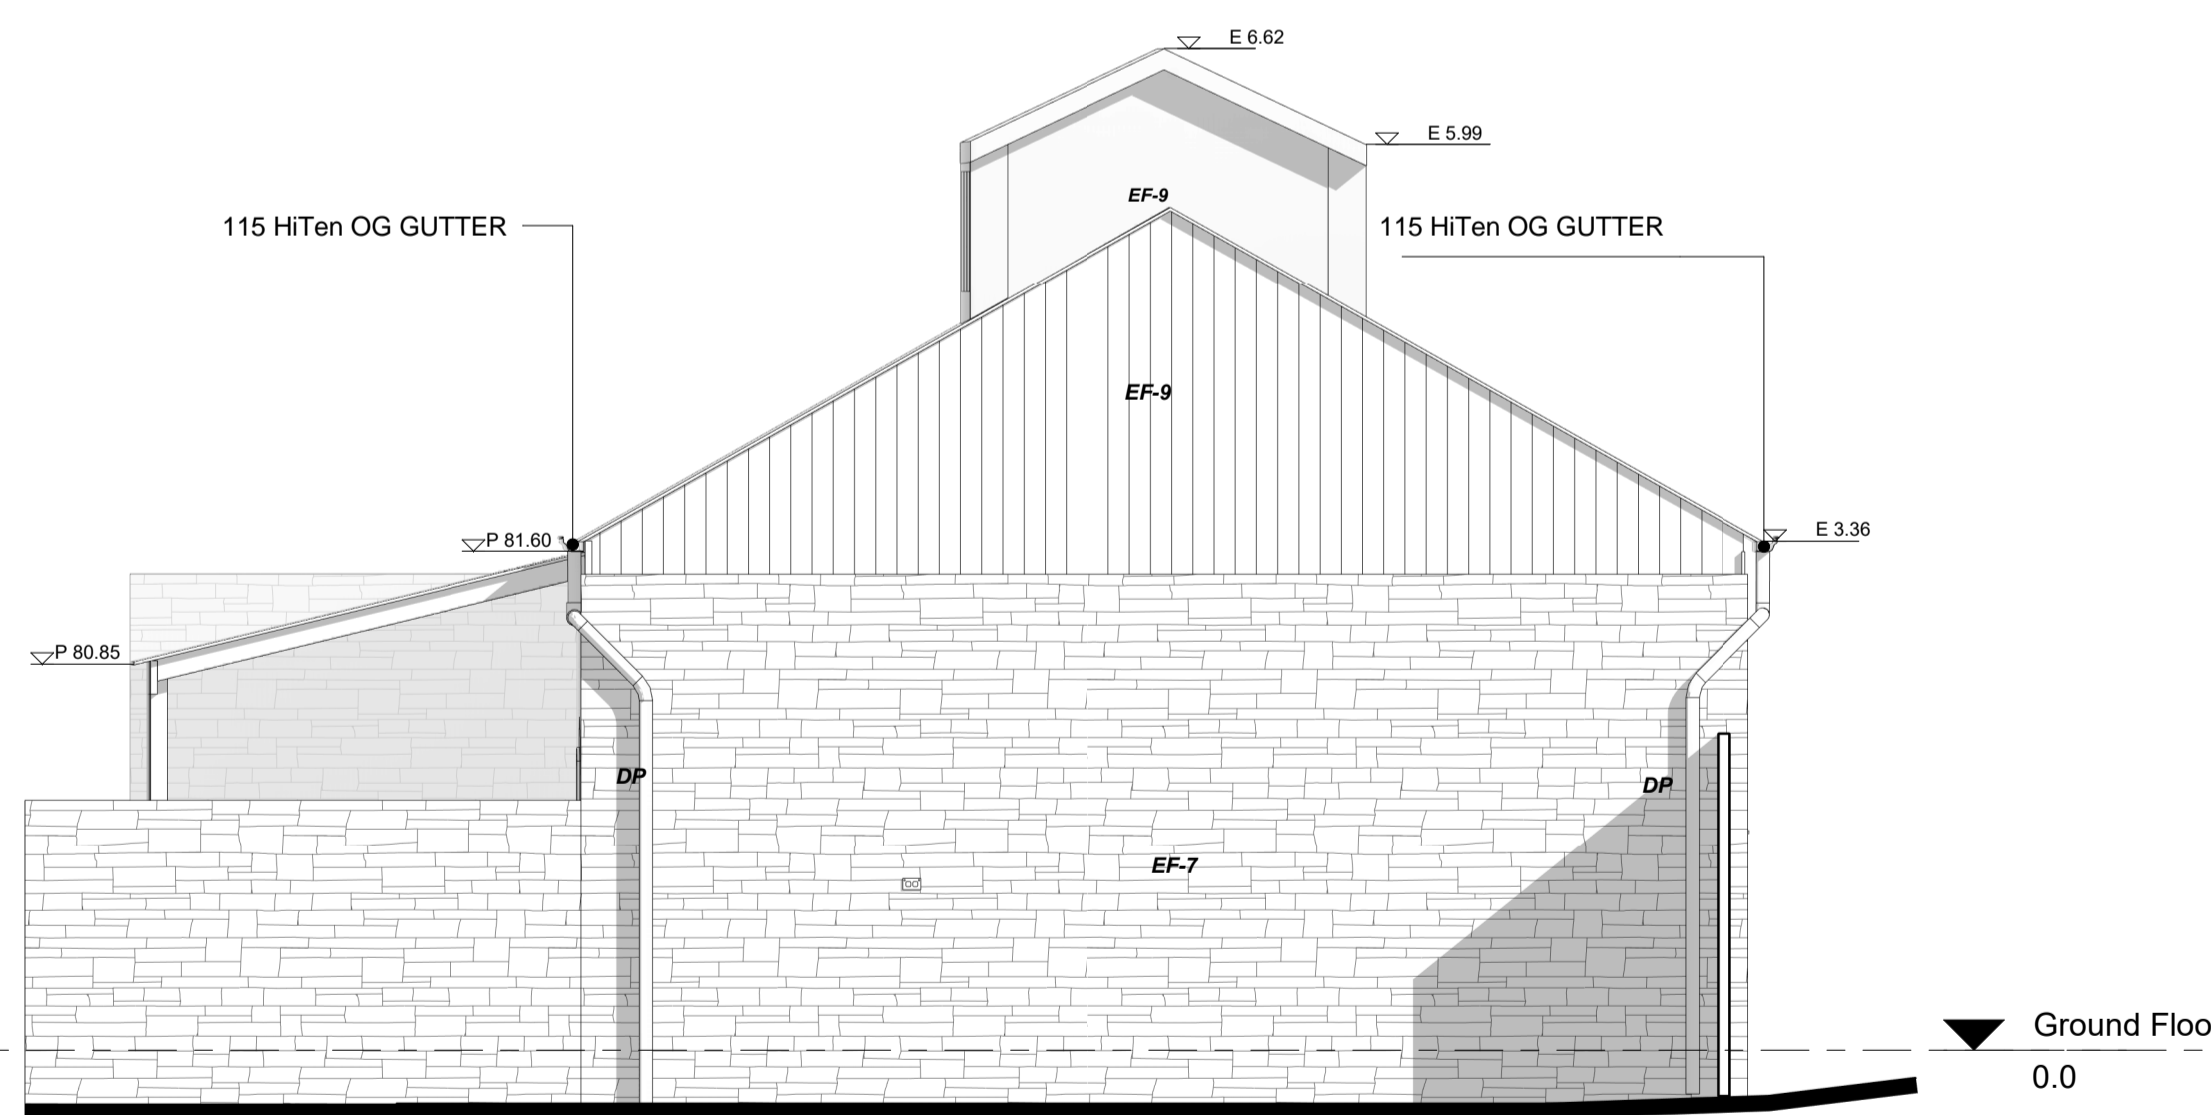 E 6.62
E 5.99
EF-9
115 HiTen OG GUTTER
115 HiTen OG GUTTER
EF-9
P 81.60
E 3.36
P 80.85
DP
DP
EF-7
Ground Floo
0.0